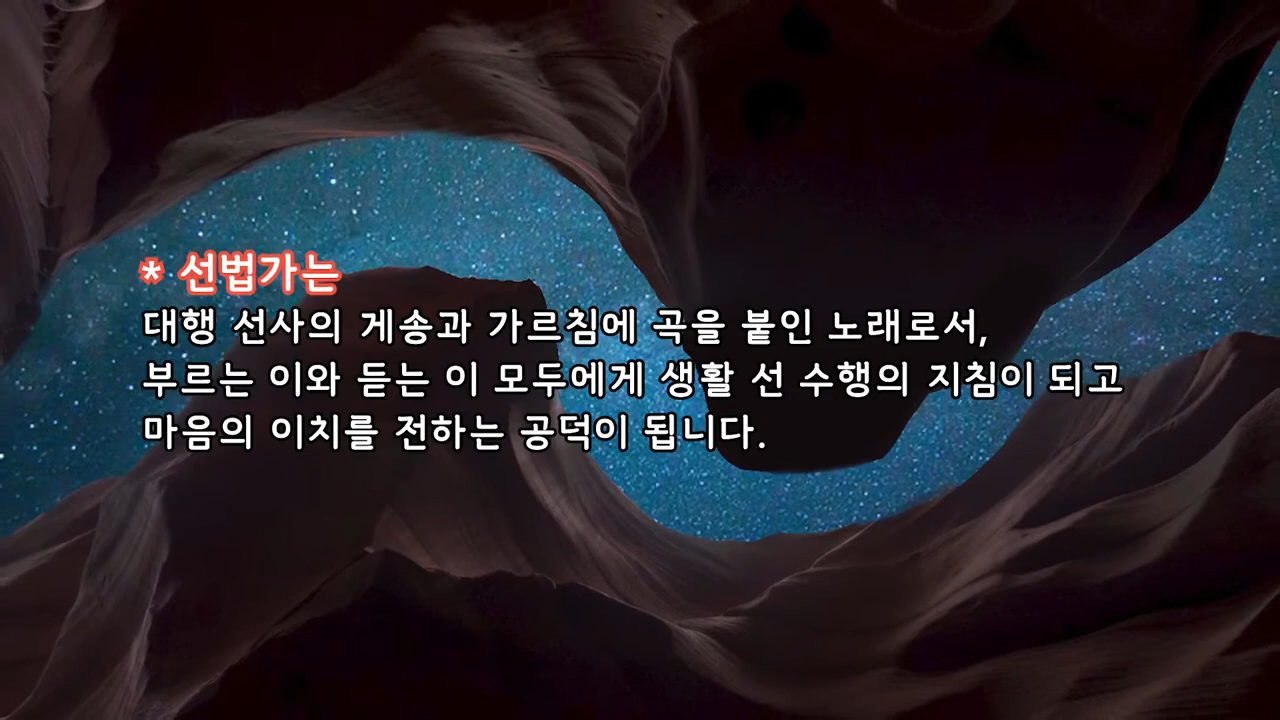 * 선법가는
대행 선사의 게송과 가르침에 곡을 붙인 노래로서,
부르는 이와 듣는 이 모두에게 생활 선 수행의 지침이 되고
마음의 이치를 전하는 공덕이 됩니다.